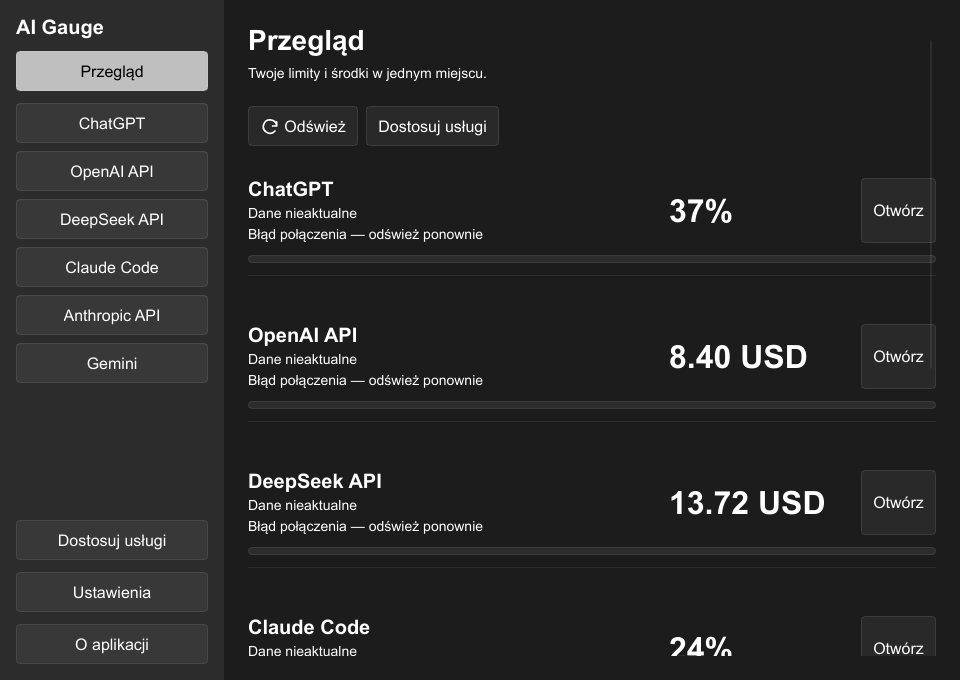 AI Gauge
Przegląd
ChatGPT
OpenAI API
DeepSeek API
Claude Code
Anthropic API
Gemini
Dostosuj usługi
Ustawienia
O aplikacji
Przegląd
Twoje limity i środki w jednym miejscu.
Odśwież
Dostosuj usługi
ChatGPT
Dane nieaktualne
Błąd połączenia — odśwież ponownie
37%
Otwórz
OpenAI API
Dane nieaktualne
Błąd połączenia — odśwież ponownie
8.40 USD
Otwórz
DeepSeek API
Dane nieaktualne
Błąd połączenia — odśwież ponownie
13.72 USD
Otwórz
Claude Code
Dane nieaktualne
24%
Otwórz